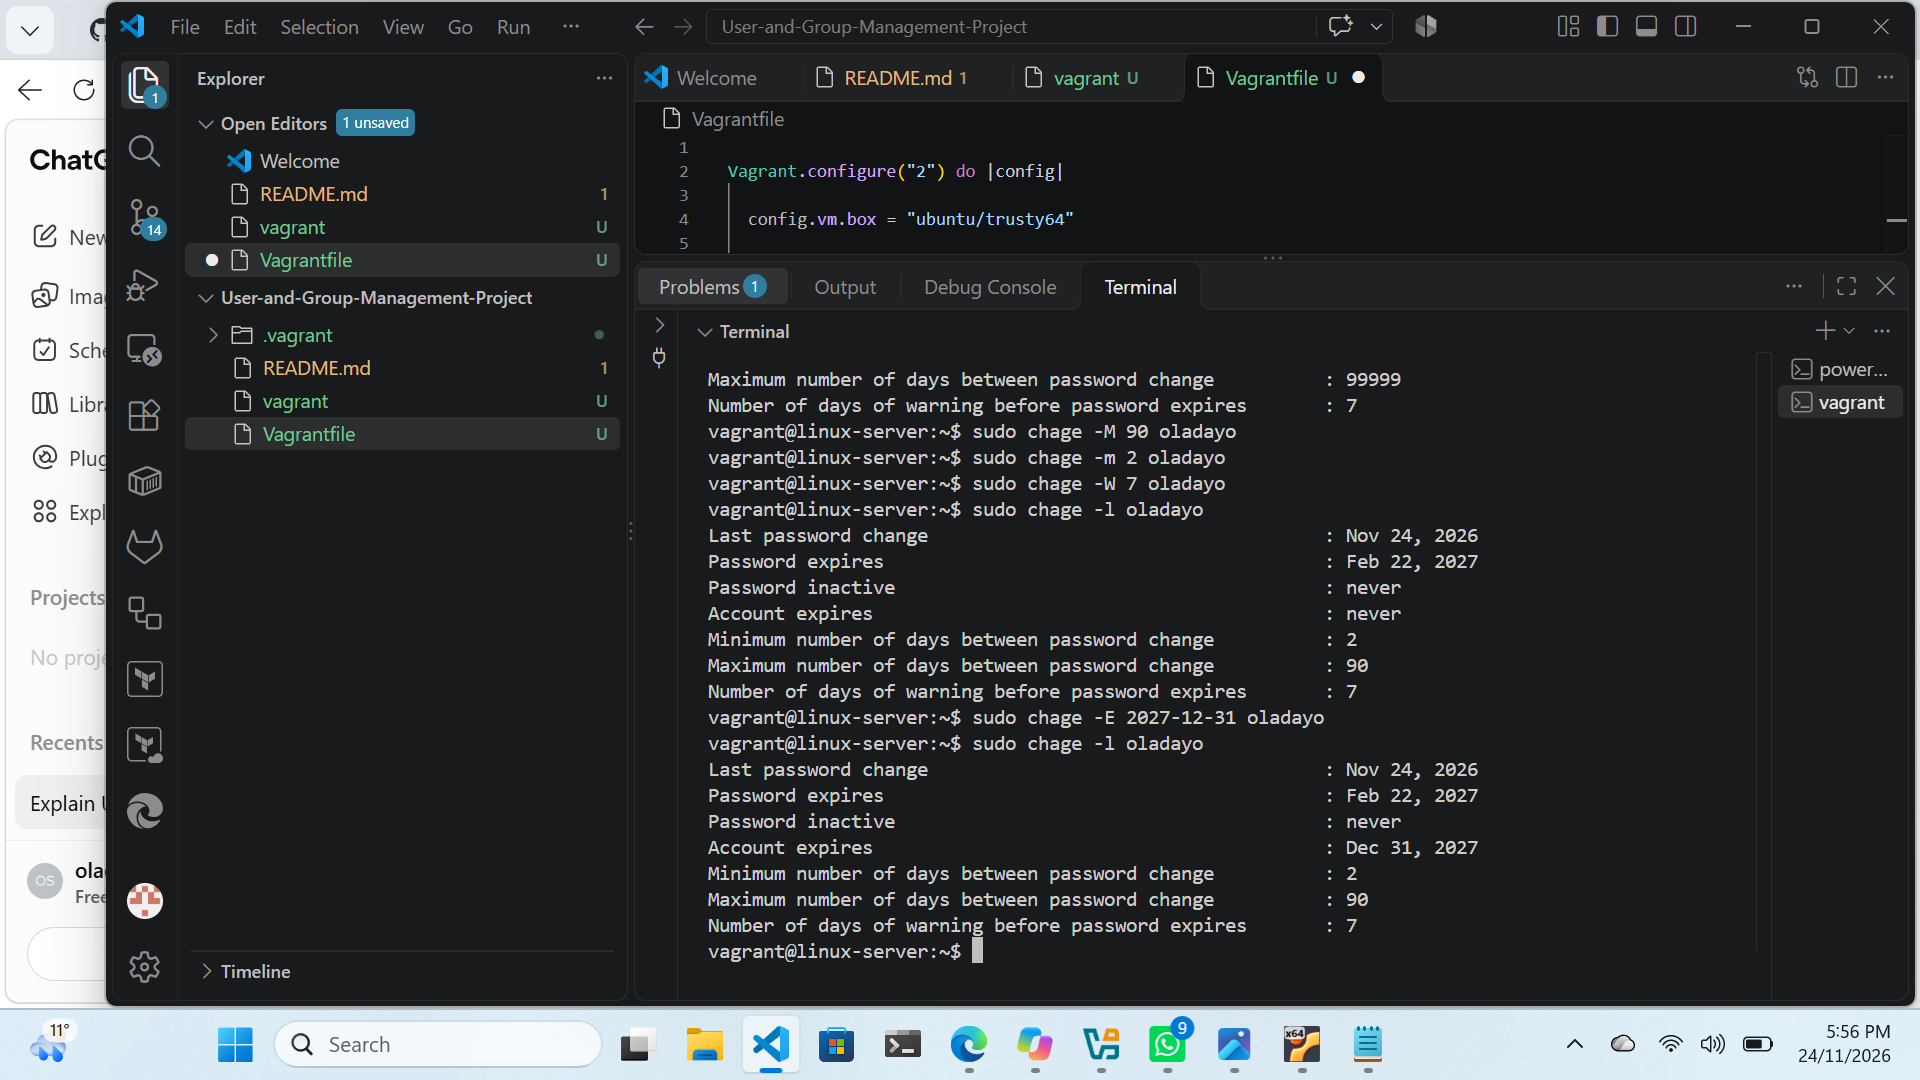 File Edit Selection View Go Run ···
User-and-Group-Management-Project
ChatG
New
Imag
Sche
Libra
Plug
Expl
Projects
No proje
Recents
Explain U
OS
olad
Free
1
14
Explorer
Open Editors 1 unsaved
Welcome
README.md 1
vagrant U
Vagrantfile U
User-and-Group-Management-Project
.vagrant
README.md 1
vagrant U
Vagrantfile U
Timeline
Welcome README.md 1 vagrant U Vagrantfile U
Vagrantfile
1
2 Vagrant.configure("2") do |config|
3
4 config.vm.box = "ubuntu/trusty64"
5
Problems 1 Output Debug Console Terminal
Terminal
power...
vagrant
Maximum number of days between password change : 99999
Number of days of warning before password expires : 7
vagrant@linux-server:~$ sudo chage -M 90 oladayo
vagrant@linux-server:~$ sudo chage -m 2 oladayo
vagrant@linux-server:~$ sudo chage -W 7 oladayo
vagrant@linux-server:~$ sudo chage -l oladayo
Last password change : Nov 24, 2026
Password expires : Feb 22, 2027
Password inactive : never
Account expires : never
Minimum number of days between password change : 2
Maximum number of days between password change : 90
Number of days of warning before password expires : 7
vagrant@linux-server:~$ sudo chage -E 2027-12-31 oladayo
vagrant@linux-server:~$ sudo chage -l oladayo
Last password change : Nov 24, 2026
Password expires : Feb 22, 2027
Password inactive : never
Account expires : Dec 31, 2027
Minimum number of days between password change : 2
Maximum number of days between password change : 90
Number of days of warning before password expires : 7
vagrant@linux-server:~$
11°
Search
9
x64
5:56 PM
24/11/2026